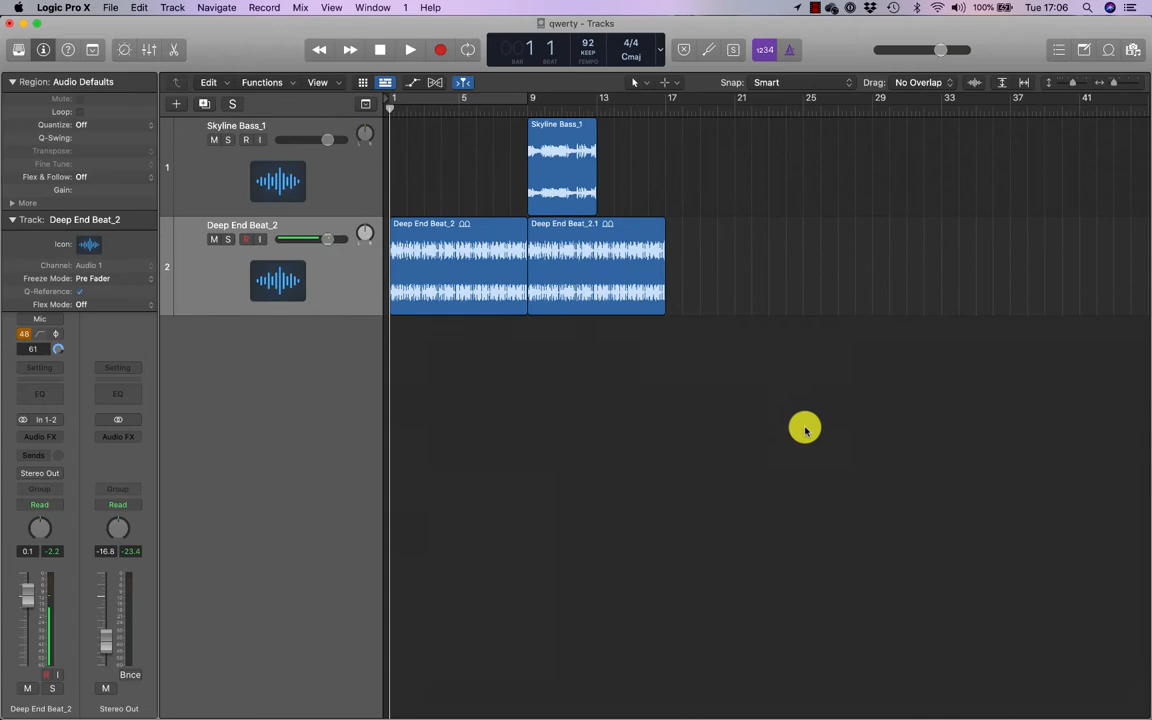 Logic Pro X File Edit Track Navigate Record Mix View Window 1 Help 100% Tue 17:06
qwerty - Tracks
001 1 92 4/4
KEEP Cmaj
BAR BEAT TEMPO
1234
S
Region: Audio Defaults
Edit Functions View Snap: Smart Drag: No Overlap
Mute:
Loop:
Quantize: Off
Q-Swing:
Transpose:
Fine Tune:
Flex & Follow: Off
Gain:
More
Track: Deep End Beat_2
Icon:
Channel: Audio 1
Freeze Mode: Pre Fader
Q-Reference:
Flex Mode: Off
S
1 5 9 13 17 21 25 29 33 37 41
1
Skyline Bass_1
M S R I
L R
Skyline Bass_1
2
Deep End Beat_2
M S R I
L R
Deep End Beat_2
Deep End Beat_2.1
Mic
48
61
Setting Setting
EQ EQ
In 1-2
Audio FX Audio FX
Sends
Stereo Out
Group Group
Read Read
0.1 -2.2 -16.8 -23.4
R I Bnce
M S M
Deep End Beat_2 Stereo Out